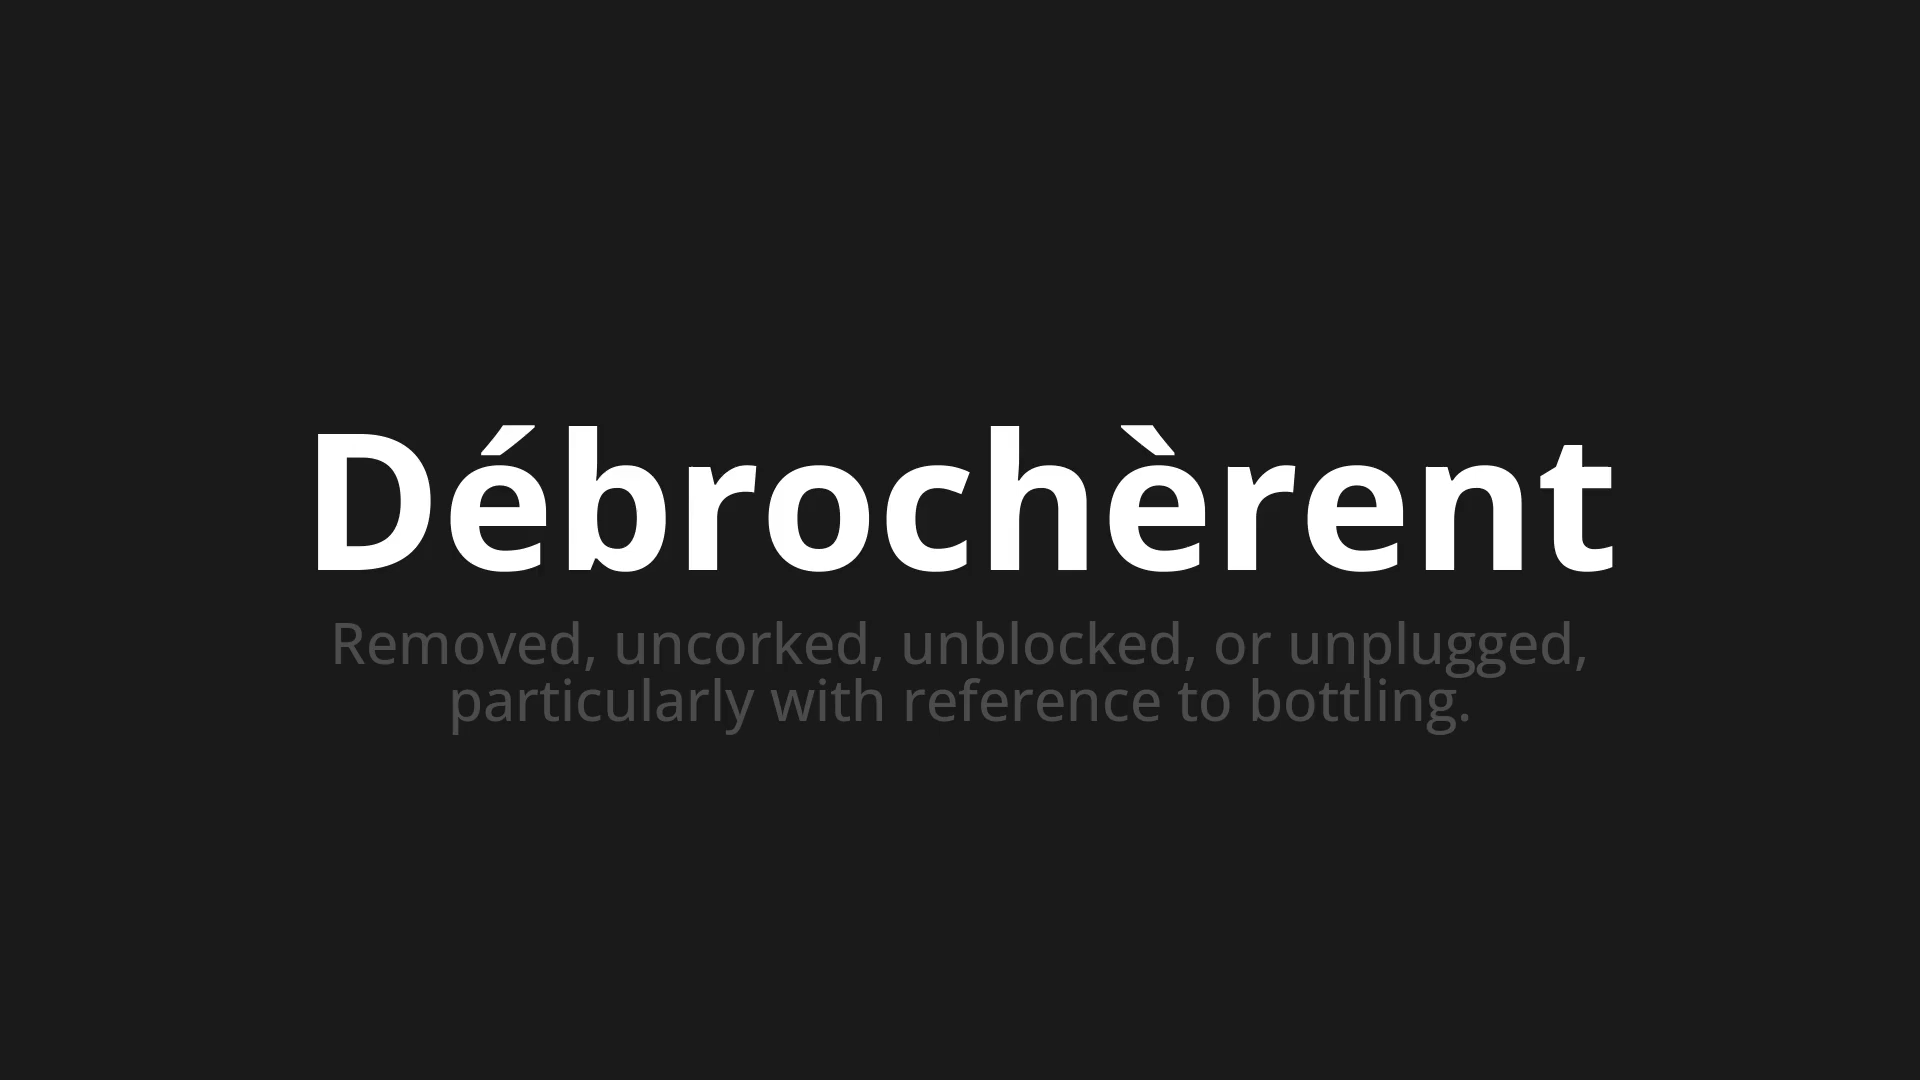 Débrochèrent
Removed, uncorked, unblocked, or unplugged,
particularly with reference to bottling.